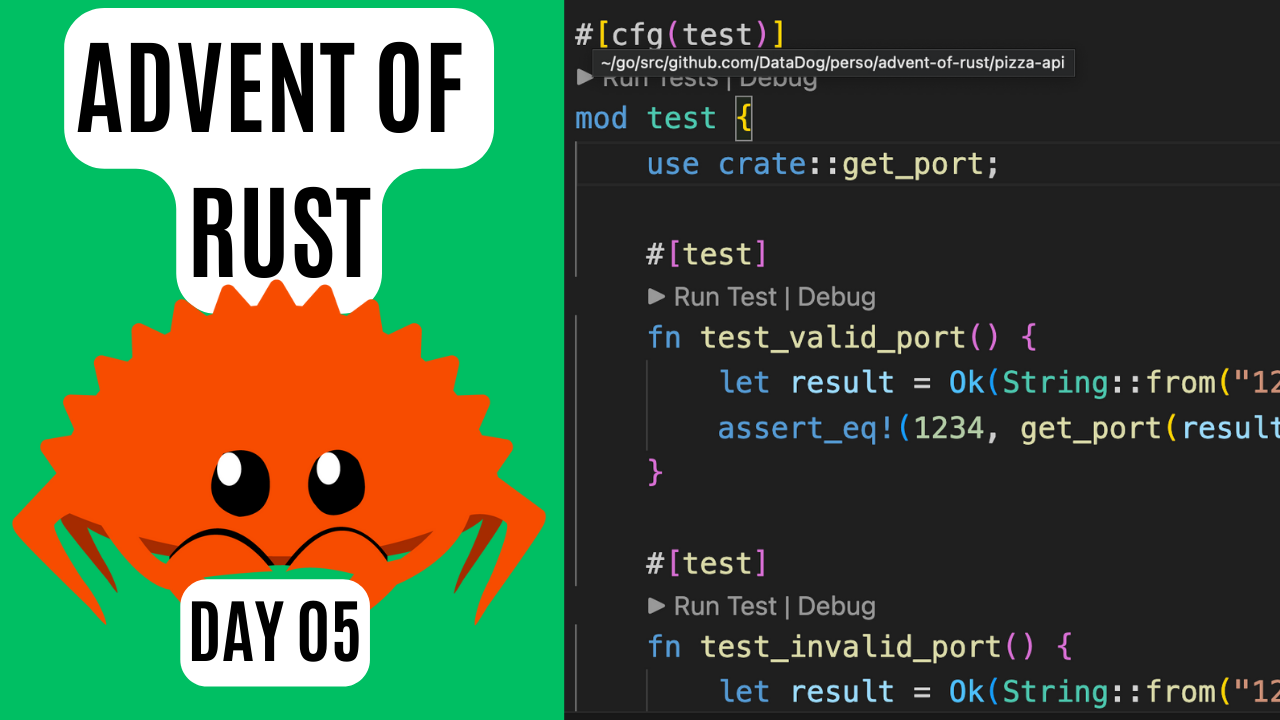 ADVENT OF
RUST
DAY 05
#[cfg(test)]
~/go/src/github.com/DataDog/perso/advent-of-rust/pizza-api
▶ Run Tests | Debug
mod test {
use crate::get_port;
#[test]
▶ Run Test | Debug
fn test_valid_port() {
let result = Ok(String::from("12
assert_eq!(1234, get_port(result
}
#[test]
▶ Run Test | Debug
fn test_invalid_port() {
let result = Ok(String::from("12